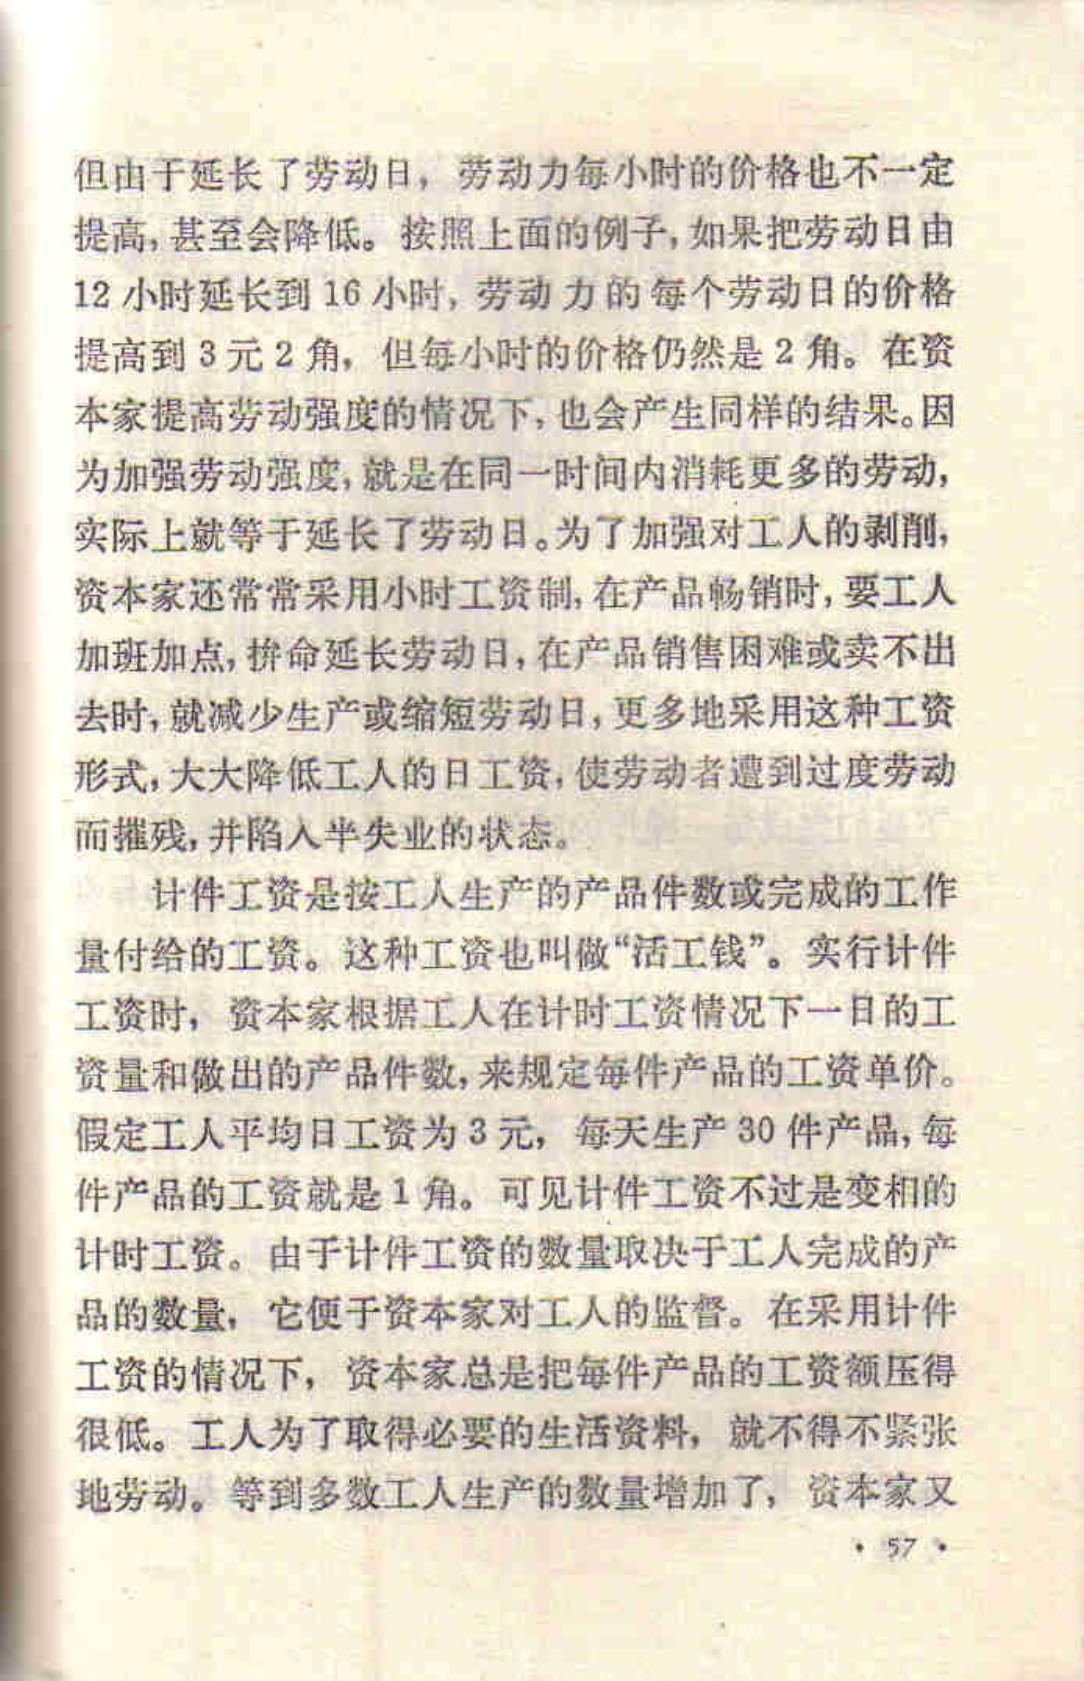 但由于延长了劳动日，劳动力每小时的价格也不一定
提高，甚至会降低。按照上面的例子，如果把劳动日由
12小时延长到16小时，劳动力的每个劳动日的价格
提高到3元2角，但每小时的价格仍然是2角。在资
本家提高劳动强度的情况下，也会产生同样的结果。因
为加强劳动强度，就是在同一时间内消耗更多的劳动，
实际上就等于延长了劳动日。为了加强对工人的剥削，
资本家还常常采用小时工资制，在产品畅销时，要工人
加班加点，拚命延长劳动日，在产品销售困难或卖不出
去时，就减少生产或缩短劳动日，更多地采用这种工资
形式，大大降低工人的日工资，使劳动者遭到过度劳动
而摧残，并陷入半失业的状态。
计件工资是按工人生产的产品件数或完成的工作
量付给的工资。这种工资也叫做“活工钱”。实行计件
工资时，资本家根据工人在计时工资情况下一日的工
资量和做出的产品件数，来规定每件产品的工资单价。
假定工人平均日工资为3元，每天生产30件产品，每
件产品的工资就是1角。可见计件工资不过是变相的
计时工资。由于计件工资的数量取决于工人完成的产
品的数量，它便于资本家对工人的监督。在采用计件
工资的情况下，资本家总是把每件产品的工资额压得
很低。工人为了取得必要的生活资料，就不得不紧张
地劳动。等到多数工人生产的数量增加了，资本家又
• 57 •